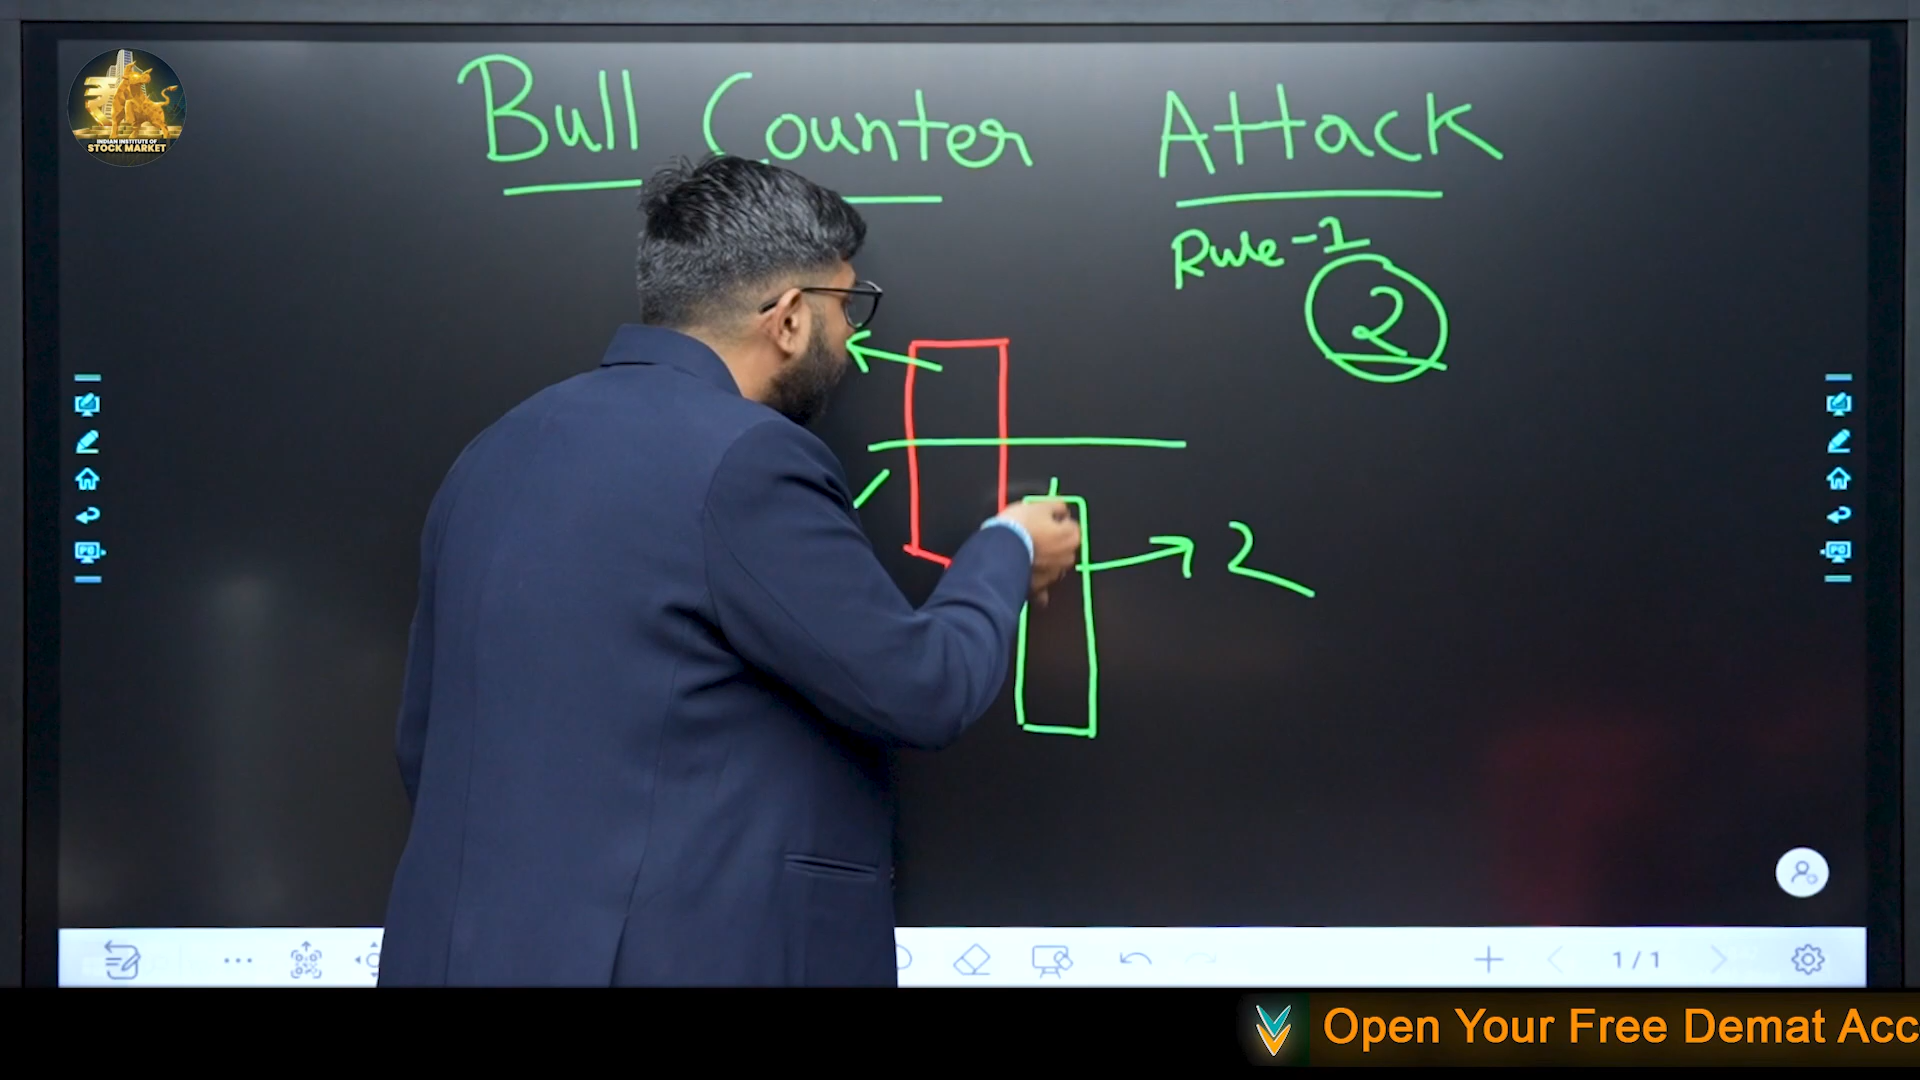 INDIAN INSTITUTE OF
STOCK MARKET
Bull Counter Attack
Rule-1
2
2
1/1
Open Your Free Demat Acc